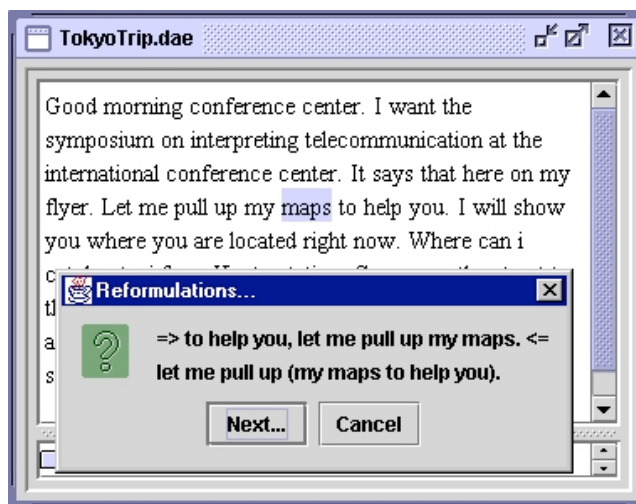 TokyoTrip.dae
Good morning conference center. I want the
symposium on interpreting telecommunication at the
international conference center. It says that here on my
flyer. Let me pull up my maps to help you. I will show
you where you are located right now. Where can i
Reformulations...
=> to help you, let me pull up my maps. <=
let me pull up (my maps to help you).
Next...
Cancel